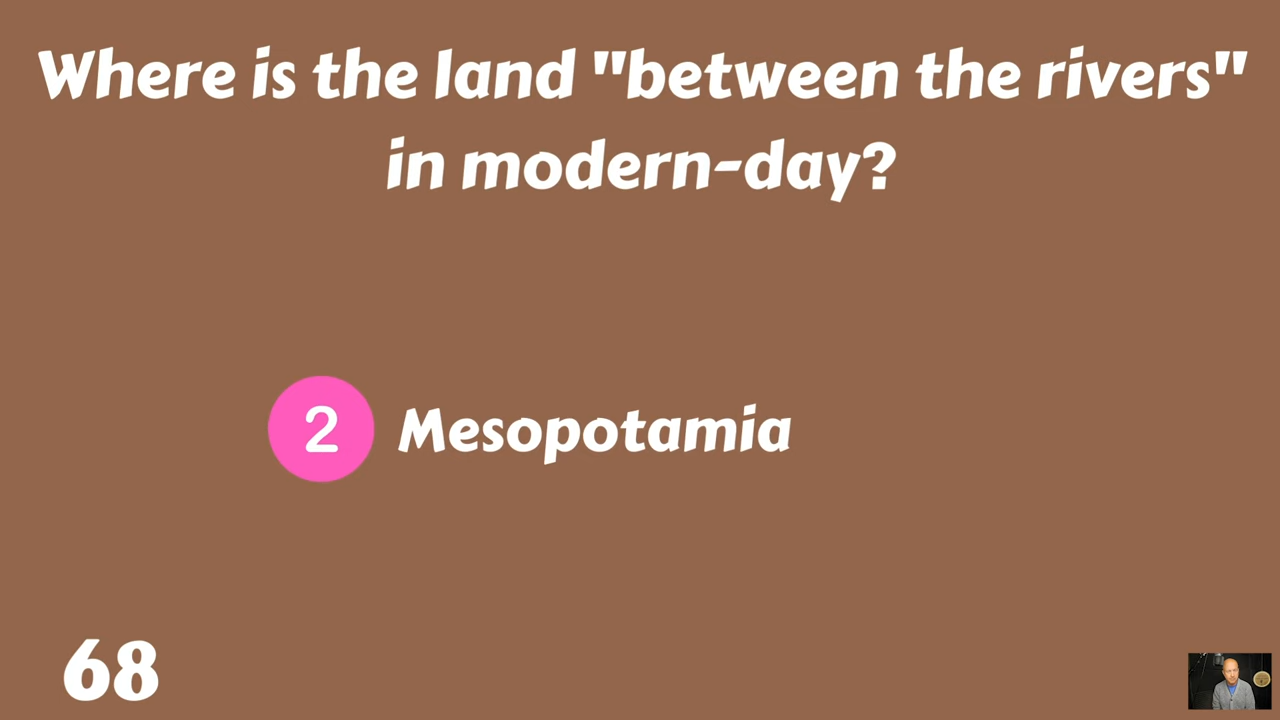 Where is the land "between the rivers"
in modern-day?
2 Mesopotamia
68